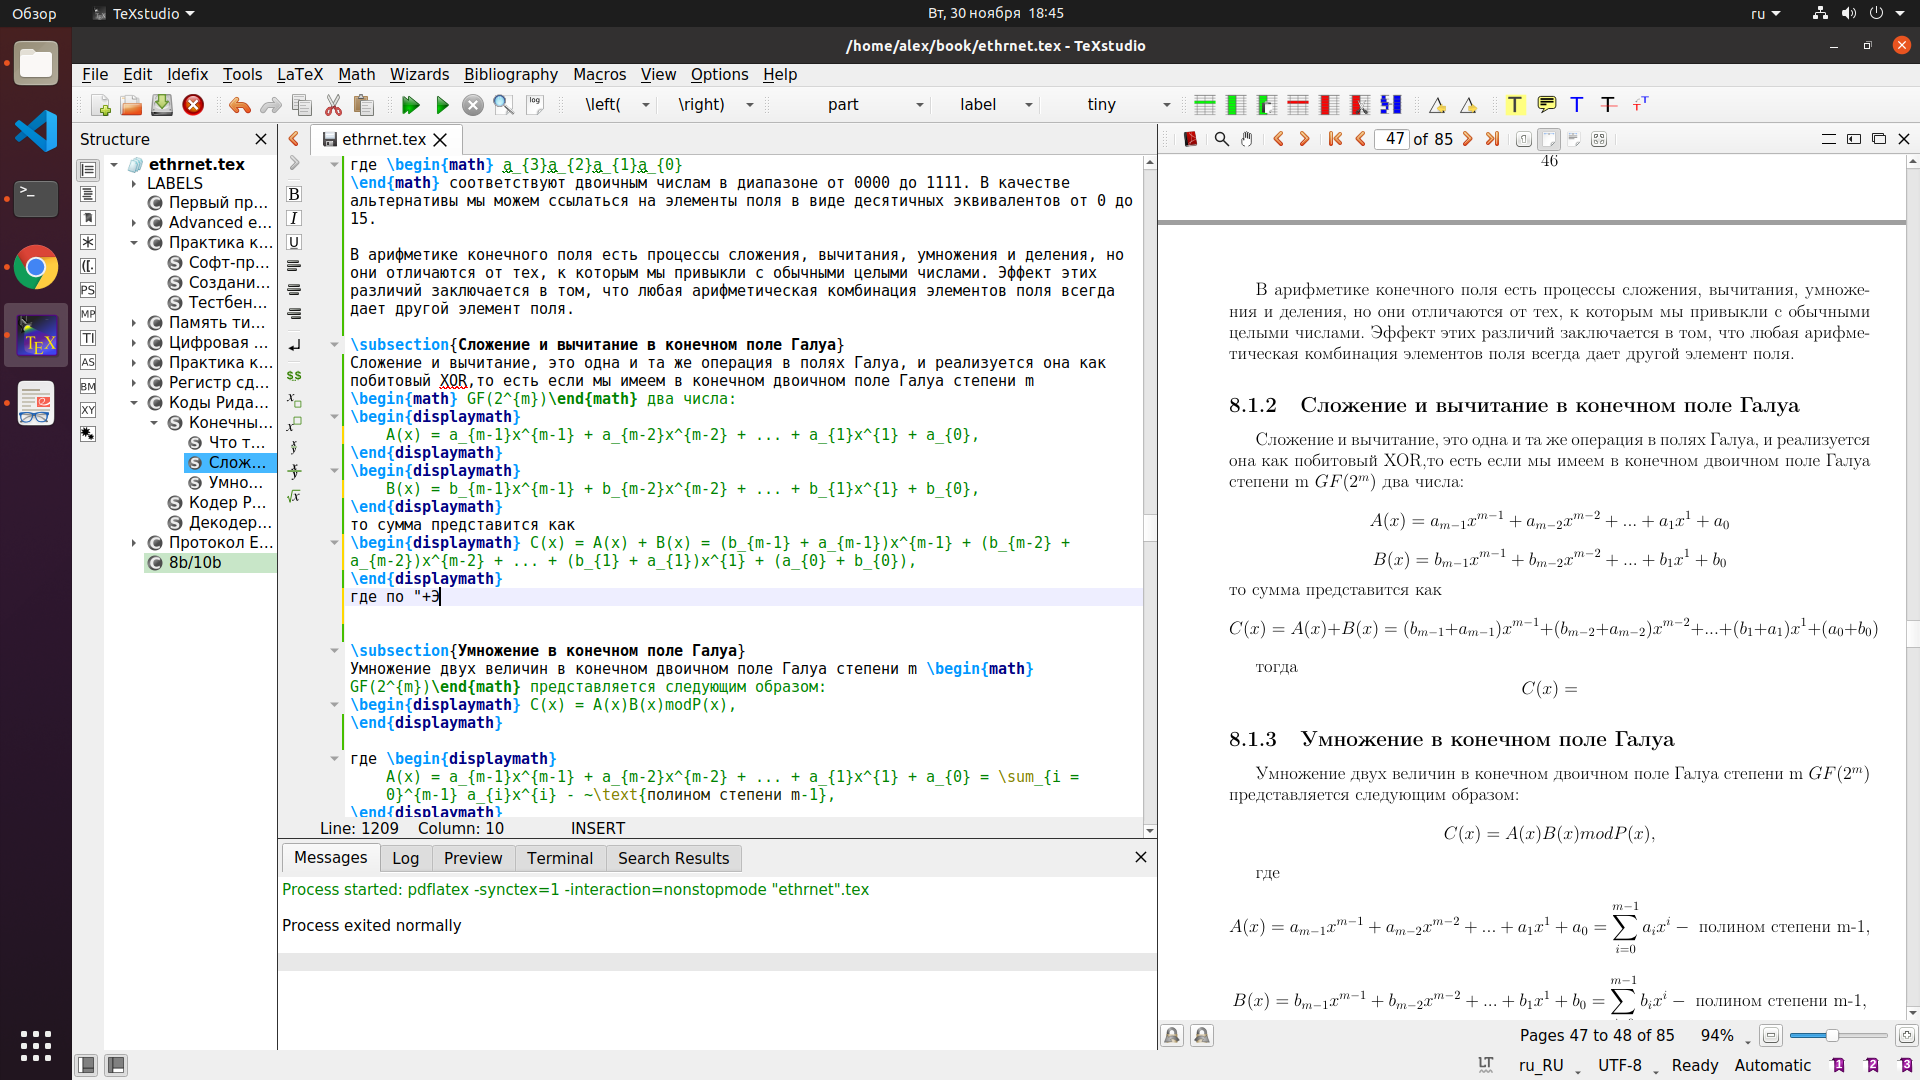 Обзор
TeXstudio
Вт, 30 ноября 18:45
ru
/home/alex/book/ethrnet.tex - TeXstudio
File Edit Idefix Tools LaTeX Math Wizards Bibliography Macros View Options Help
log \left( \right) part label tiny
Structure
ethrnet.tex
LABELS
Первый пр...
Advanced e...
Практика к...
Софт-пр...
Создани...
Тестбен...
Память ти...
Цифровая ...
Практика к...
Регистр сд...
Коды Рида...
Конечны...
Что т...
Слож...
Умно...
Кодер Р...
Декодер...
Протокол E...
8b/10b
ethrnet.tex
где \begin{math} a_{3}a_{2}a_{1}a_{0}
\end{math} соответствуют двоичным числам в диапазоне от 0000 до 1111. В качестве
альтернативы мы можем ссылаться на элементы поля в виде десятичных эквивалентов от 0 до
15.
В арифметике конечного поля есть процессы сложения, вычитания, умножения и деления, но
они отличаются от тех, к которым мы привыкли с обычными целыми числами. Эффект этих
различий заключается в том, что любая арифметическая комбинация элементов поля всегда
дает другой элемент поля.
\subsection{Сложение и вычитание в конечном поле Галуа}
Сложение и вычитание, это одна и та же операция в полях Галуа, и реализуется она как
побитовый XOR,то есть если мы имеем в конечном двоичном поле Галуа степени m
\begin{math} GF(2^{m})\end{math} два числа:
\begin{displaymath}
A(x) = a_{m-1}x^{m-1} + a_{m-2}x^{m-2} + ... + a_{1}x^{1} + a_{0},
\end{displaymath}
\begin{displaymath}
B(x) = b_{m-1}x^{m-1} + b_{m-2}x^{m-2} + ... + b_{1}x^{1} + b_{0},
\end{displaymath}
то сумма представится как
\begin{displaymath} C(x) = A(x) + B(x) = (b_{m-1} + a_{m-1})x^{m-1} + (b_{m-2} +
a_{m-2})x^{m-2} + ... + (b_{1} + a_{1})x^{1} + (a_{0} + b_{0}),
\end{displaymath}
где по "+Э
\subsection{Умножение в конечном поле Галуа}
Умножение двух величин в конечном двоичном поле Галуа степени m \begin{math}
GF(2^{m})\end{math} представляется следующим образом:
\begin{displaymath} C(x) = A(x)B(x)modP(x),
\end{displaymath}
где \begin{displaymath}
A(x) = a_{m-1}x^{m-1} + a_{m-2}x^{m-2} + ... + a_{1}x^{1} + a_{0} = \sum_{i =
0}^{m-1} a_{i}x^{i} - ~\text{полином степени m-1},
\end{displaymath}
Line: 1209 Column: 10 INSERT
Messages Log Preview Terminal Search Results
Process started: pdflatex -synctex=1 -interaction=nonstopmode "ethrnet".tex
Process exited normally
47 of 85
46
В арифметике конечного поля есть процессы сложения, вычитания, умноже-
ния и деления, но они отличаются от тех, к которым мы привыкли с обычными
целыми числами. Эффект этих различий заключается в том, что любая арифме-
тическая комбинация элементов поля всегда дает другой элемент поля.
8.1.2 Сложение и вычитание в конечном поле Галуа
Сложение и вычитание, это одна и та же операция в полях Галуа, и реализуется
она как побитовый XOR,то есть если мы имеем в конечном двоичном поле Галуа
степени m GF(2^m) два числа:
A(x) = a_{m−1}x^{m−1} + a_{m−2}x^{m−2} + ... + a_1x^1 + a_0
B(x) = b_{m−1}x^{m−1} + b_{m−2}x^{m−2} + ... + b_1x^1 + b_0
то сумма представится как
C(x) = A(x)+B(x) = (b_{m−1}+a_{m−1})x^{m−1}+(b_{m−2}+a_{m−2})x^{m−2}+...+(b_1+a_1)x^1+(a_0+b_0)
тогда
C(x) =
8.1.3 Умножение в конечном поле Галуа
Умножение двух величин в конечном двоичном поле Галуа степени m GF(2^m)
представляется следующим образом:
C(x) = A(x)B(x)modP(x),
где
A(x) = a_{m−1}x^{m−1} + a_{m−2}x^{m−2} + ... + a_1x^1 + a_0 = ∑_{i=0}^{m−1} a_ix^i − полином степени m-1,
B(x) = b_{m−1}x^{m−1} + b_{m−2}x^{m−2} + ... + b_1x^1 + b_0 = ∑^{m−1} b_ix^i − полином степени m-1,
Pages 47 to 48 of 85 94%
LT ru_RU UTF-8 Ready Automatic 1 2 3